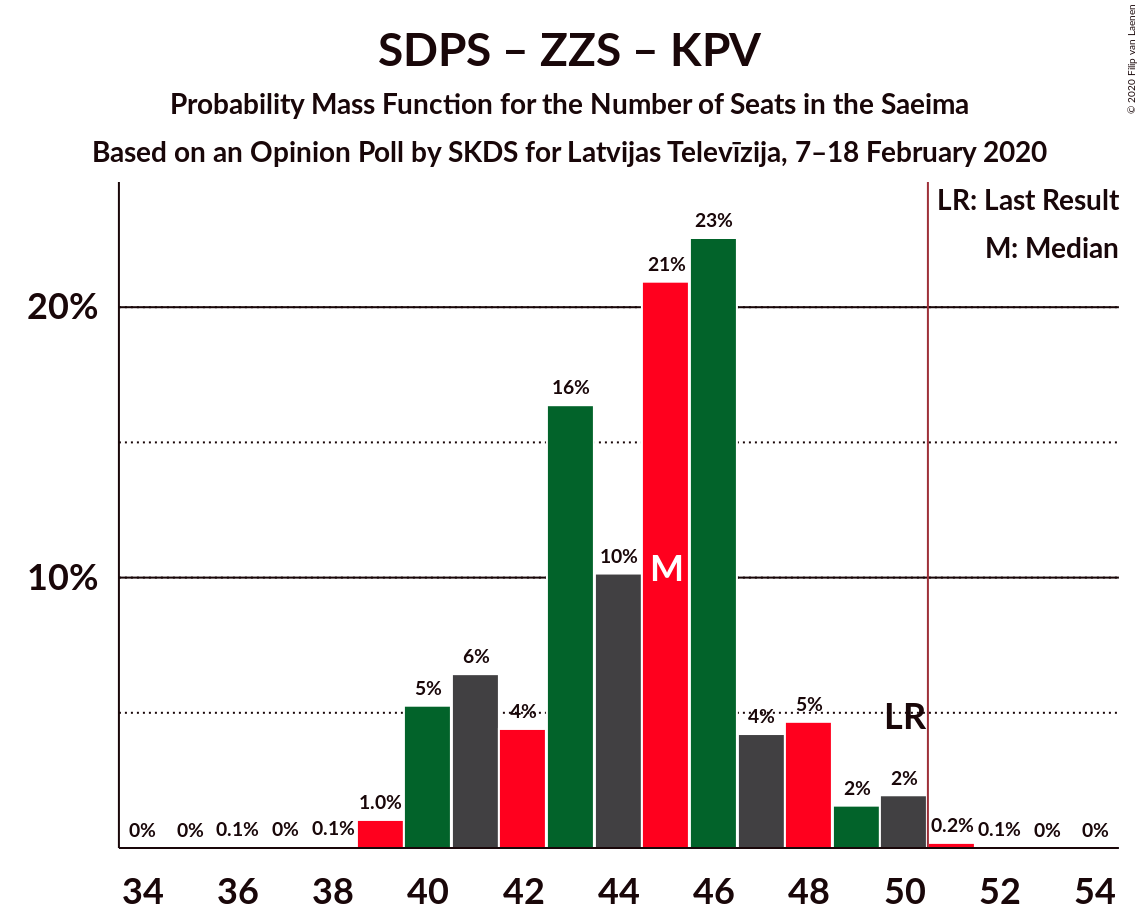 SDPS – ZZS – KPV
Probability Mass Function for the Number of Seats in the Saeima
Based on an Opinion Poll by SKDS for Latvijas Televīzija, 7–18 February 2020
© 2020 Filip van Laenen
LR: Last Result
M: Median
20%
10%
0% 0% 0.1% 0% 0.1% 1.0% 5% 6% 4% 16% 10% 21% 23% 4% 5% 2% 2% 0.2% 0.1% 0% 0%
M
LR
34 36 38 40 42 44 46 48 50 52 54